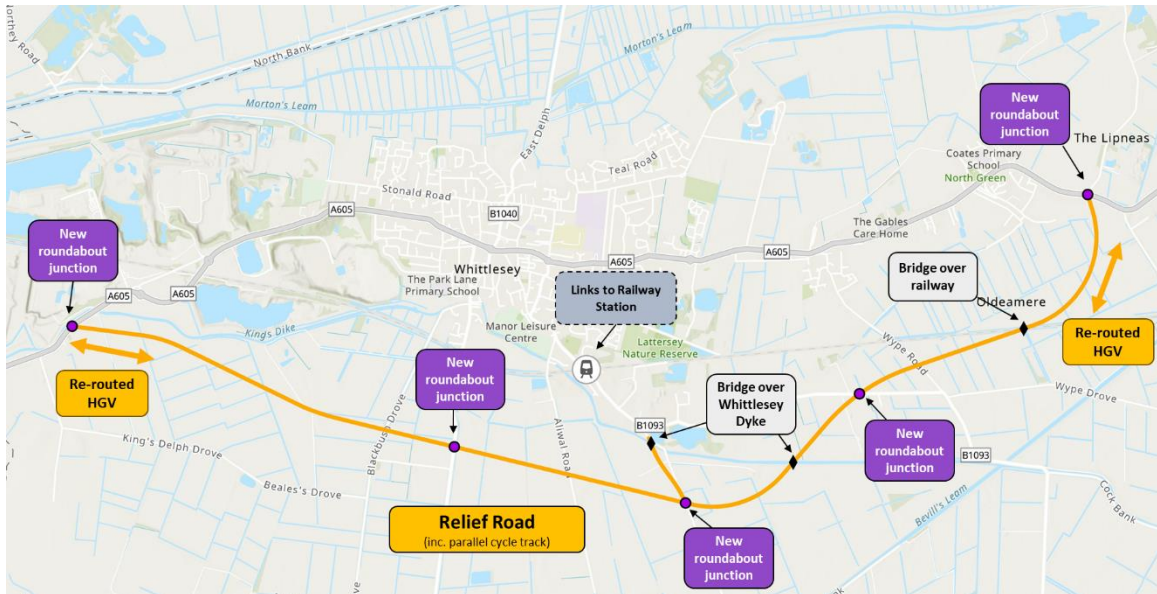 Northey Road
North Bank
Morton's Leam
Morton's Leam
East Delph
Teal Road
Stonald Road
B1040
A605
New
roundabout
junction
The Lipneas
Coates Primary
School
North Green
The Gables
Care Home
A605
A605
New
roundabout
junction
Whittlesey
The Park Lane
Primary School
Links to Railway
Station
Bridge over
railway
Oldeamere
A605
A605
King's Dike
Manor Leisure
Centre
Lattersey
Nature Reserve
Re-routed
HGV
Re-routed
HGV
New
roundabout
junction
Wype Road
Wype Drove
Bridge over
Whittlesey
Dyke
B1093
Aliwal Road
Blackbush Drove
King's Delph Drove
Beales's Drove
New
roundabout
junction
B1093
Cock Bank
Bevill's Leam
Relief Road
(inc. parallel cycle track)
New
roundabout
junction